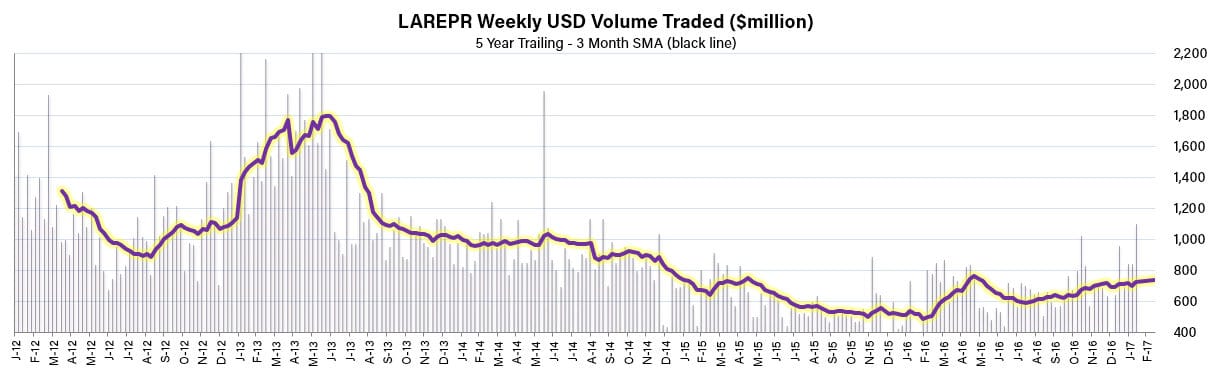 LAREPR Weekly USD Volume Traded ($million)
5 Year Trailing - 3 Month SMA (black line)
2,200
2,000
1,800
1,600
1,400
1,200
1,000
800
600
400
J-12
F-12
M-12
A-12
M-12
J-12
J-12
A-12
S-12
O-12
N-12
D-12
J-13
F-13
M-13
A-13
M-13
J-13
J-13
A-13
S-13
O-13
N-13
D-13
J-14
F-14
M-14
A-14
M-14
J-14
J-14
A-14
S-14
O-14
N-14
D-14
J-15
F-15
M-15
A-15
M-15
J-15
J-15
A-15
S-15
O-15
N-15
D-15
J-16
F-16
M-16
A-16
M-16
J-16
J-16
A-16
S-16
O-16
N-16
D-16
J-17
F-17